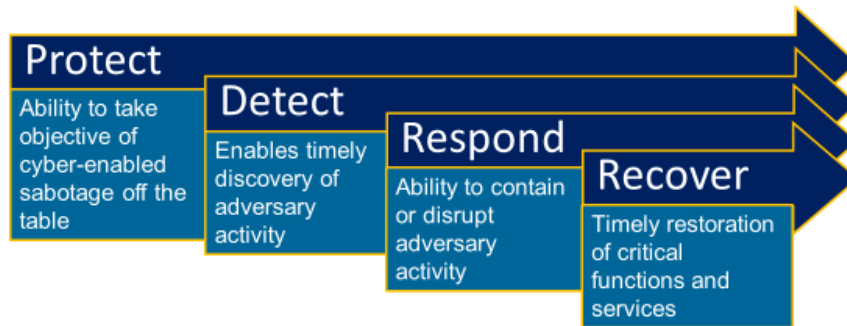 Protect
Ability to take
objective of
cyber-enabled
sabotage off the
table
Detect
Enables timely
discovery of
adversary
activity
Respond
Ability to contain
or disrupt
adversary
activity
Recover
Timely restoration
of critical
functions and
services